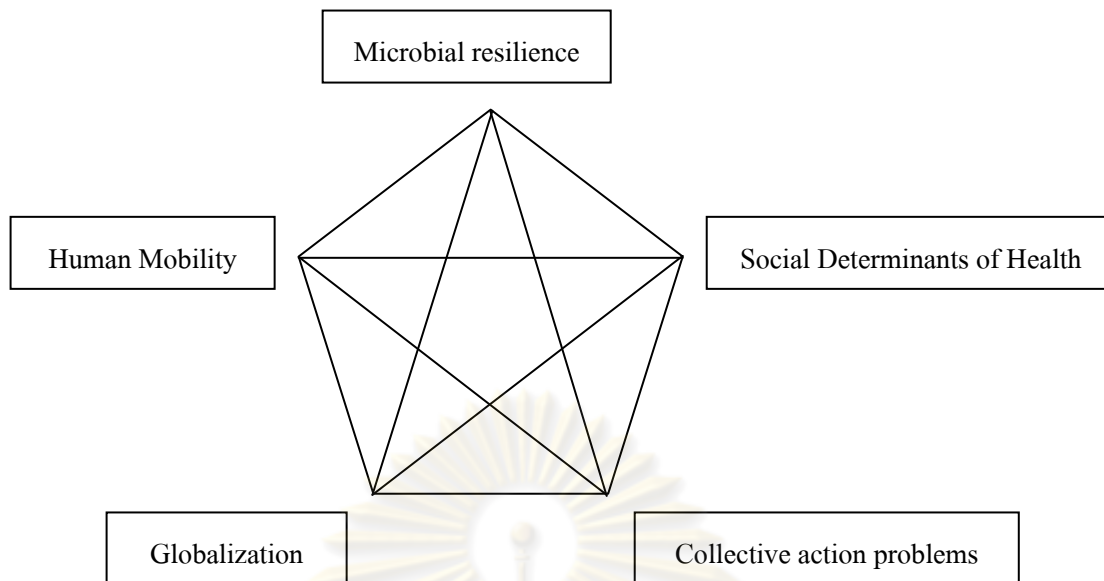 Microbial resilience
Human Mobility
Social Determinants of Health
Globalization
Collective action problems